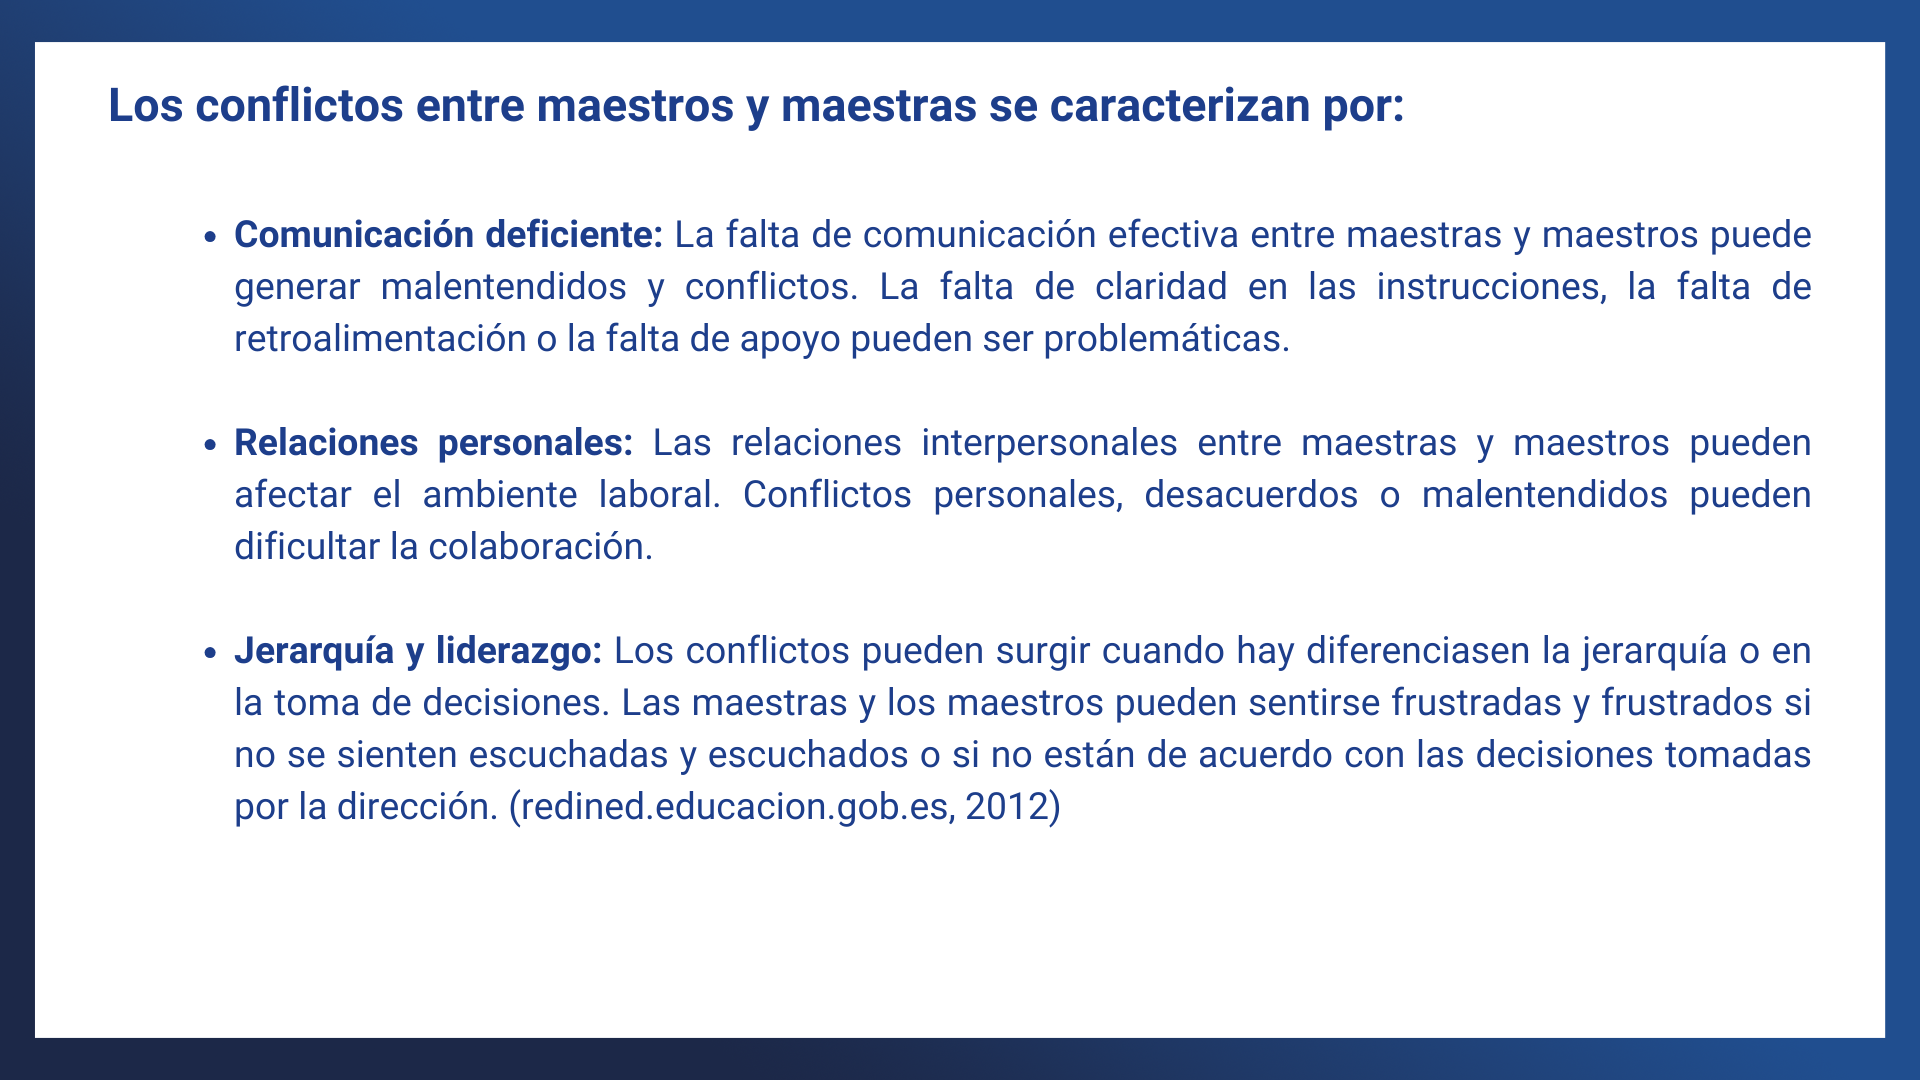 Los conflictos entre maestros y maestras se caracterizan por:
• Comunicación deficiente: La falta de comunicación efectiva entre maestras y maestros puede
generar malentendidos y conflictos. La falta de claridad en las instrucciones, la falta de
retroalimentación o la falta de apoyo pueden ser problemáticas.
• Relaciones personales: Las relaciones interpersonales entre maestras y maestros pueden
afectar el ambiente laboral. Conflictos personales, desacuerdos o malentendidos pueden
dificultar la colaboración.
• Jerarquía y liderazgo: Los conflictos pueden surgir cuando hay diferenciasen la jerarquía o en
la toma de decisiones. Las maestras y los maestros pueden sentirse frustradas y frustrados si
no se sienten escuchadas y escuchados o si no están de acuerdo con las decisiones tomadas
por la dirección. (redined.educacion.gob.es, 2012)